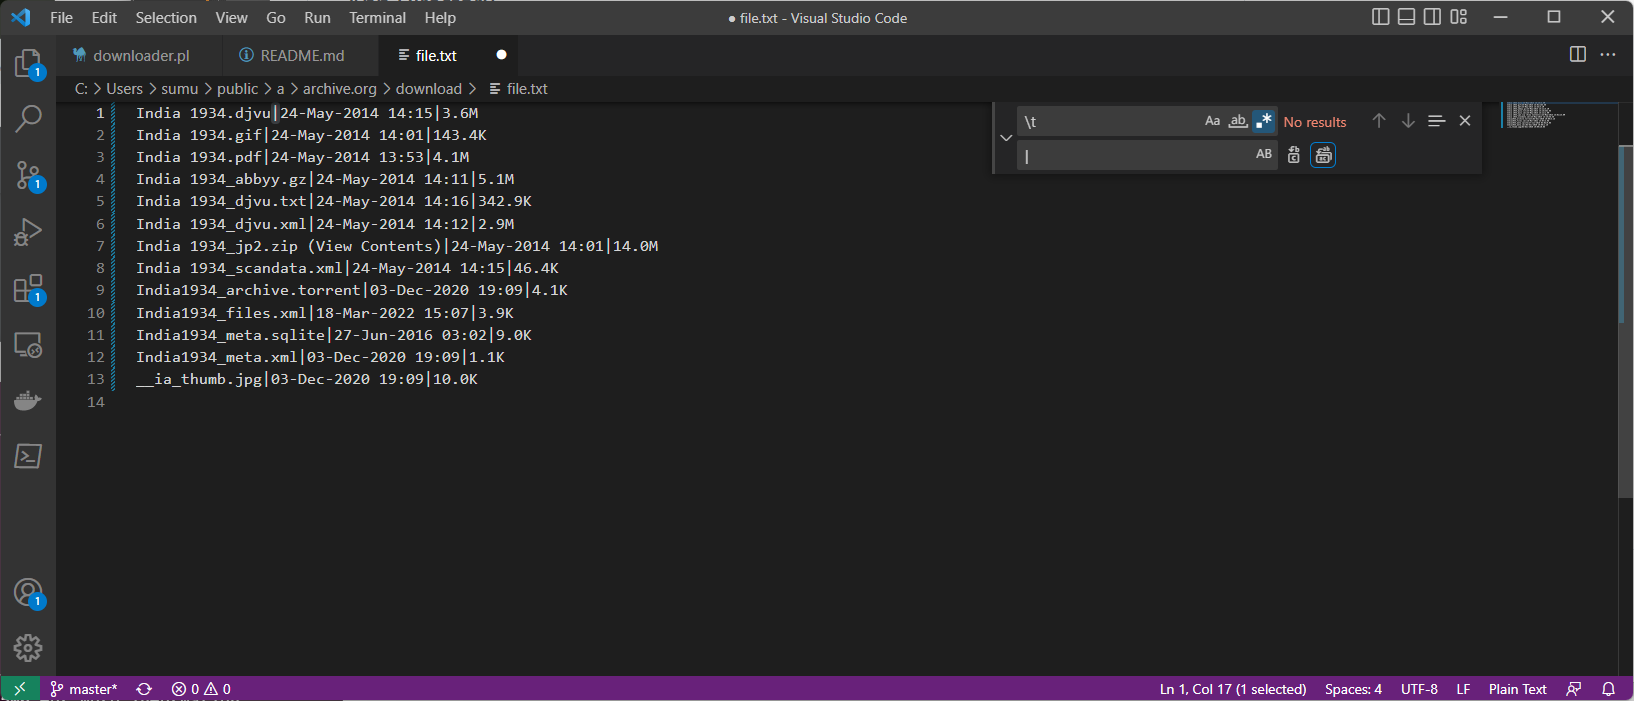 File Edit Selection View Go Run Terminal Help
● file.txt - Visual Studio Code
downloader.pl README.md file.txt
C: > Users > sumu > public > a > archive.org > download > file.txt
1 India 1934.djvu|24-May-2014 14:15|3.6M
2 India 1934.gif|24-May-2014 14:01|143.4K
3 India 1934.pdf|24-May-2014 13:53|4.1M
4 India 1934_abbyy.gz|24-May-2014 14:11|5.1M
5 India 1934_djvu.txt|24-May-2014 14:16|342.9K
6 India 1934_djvu.xml|24-May-2014 14:12|2.9M
7 India 1934_jp2.zip (View Contents)|24-May-2014 14:01|14.0M
8 India 1934_scandata.xml|24-May-2014 14:15|46.4K
9 India1934_archive.torrent|03-Dec-2020 19:09|4.1K
10 India1934_files.xml|18-Mar-2022 15:07|3.9K
11 India1934_meta.sqlite|27-Jun-2016 03:02|9.0K
12 India1934_meta.xml|03-Dec-2020 19:09|1.1K
13 __ia_thumb.jpg|03-Dec-2020 19:09|10.0K
14
\t Aa ab .* No results
| AB
1
1
1
1
master* 0 0
Ln 1, Col 17 (1 selected) Spaces: 4 UTF-8 LF Plain Text